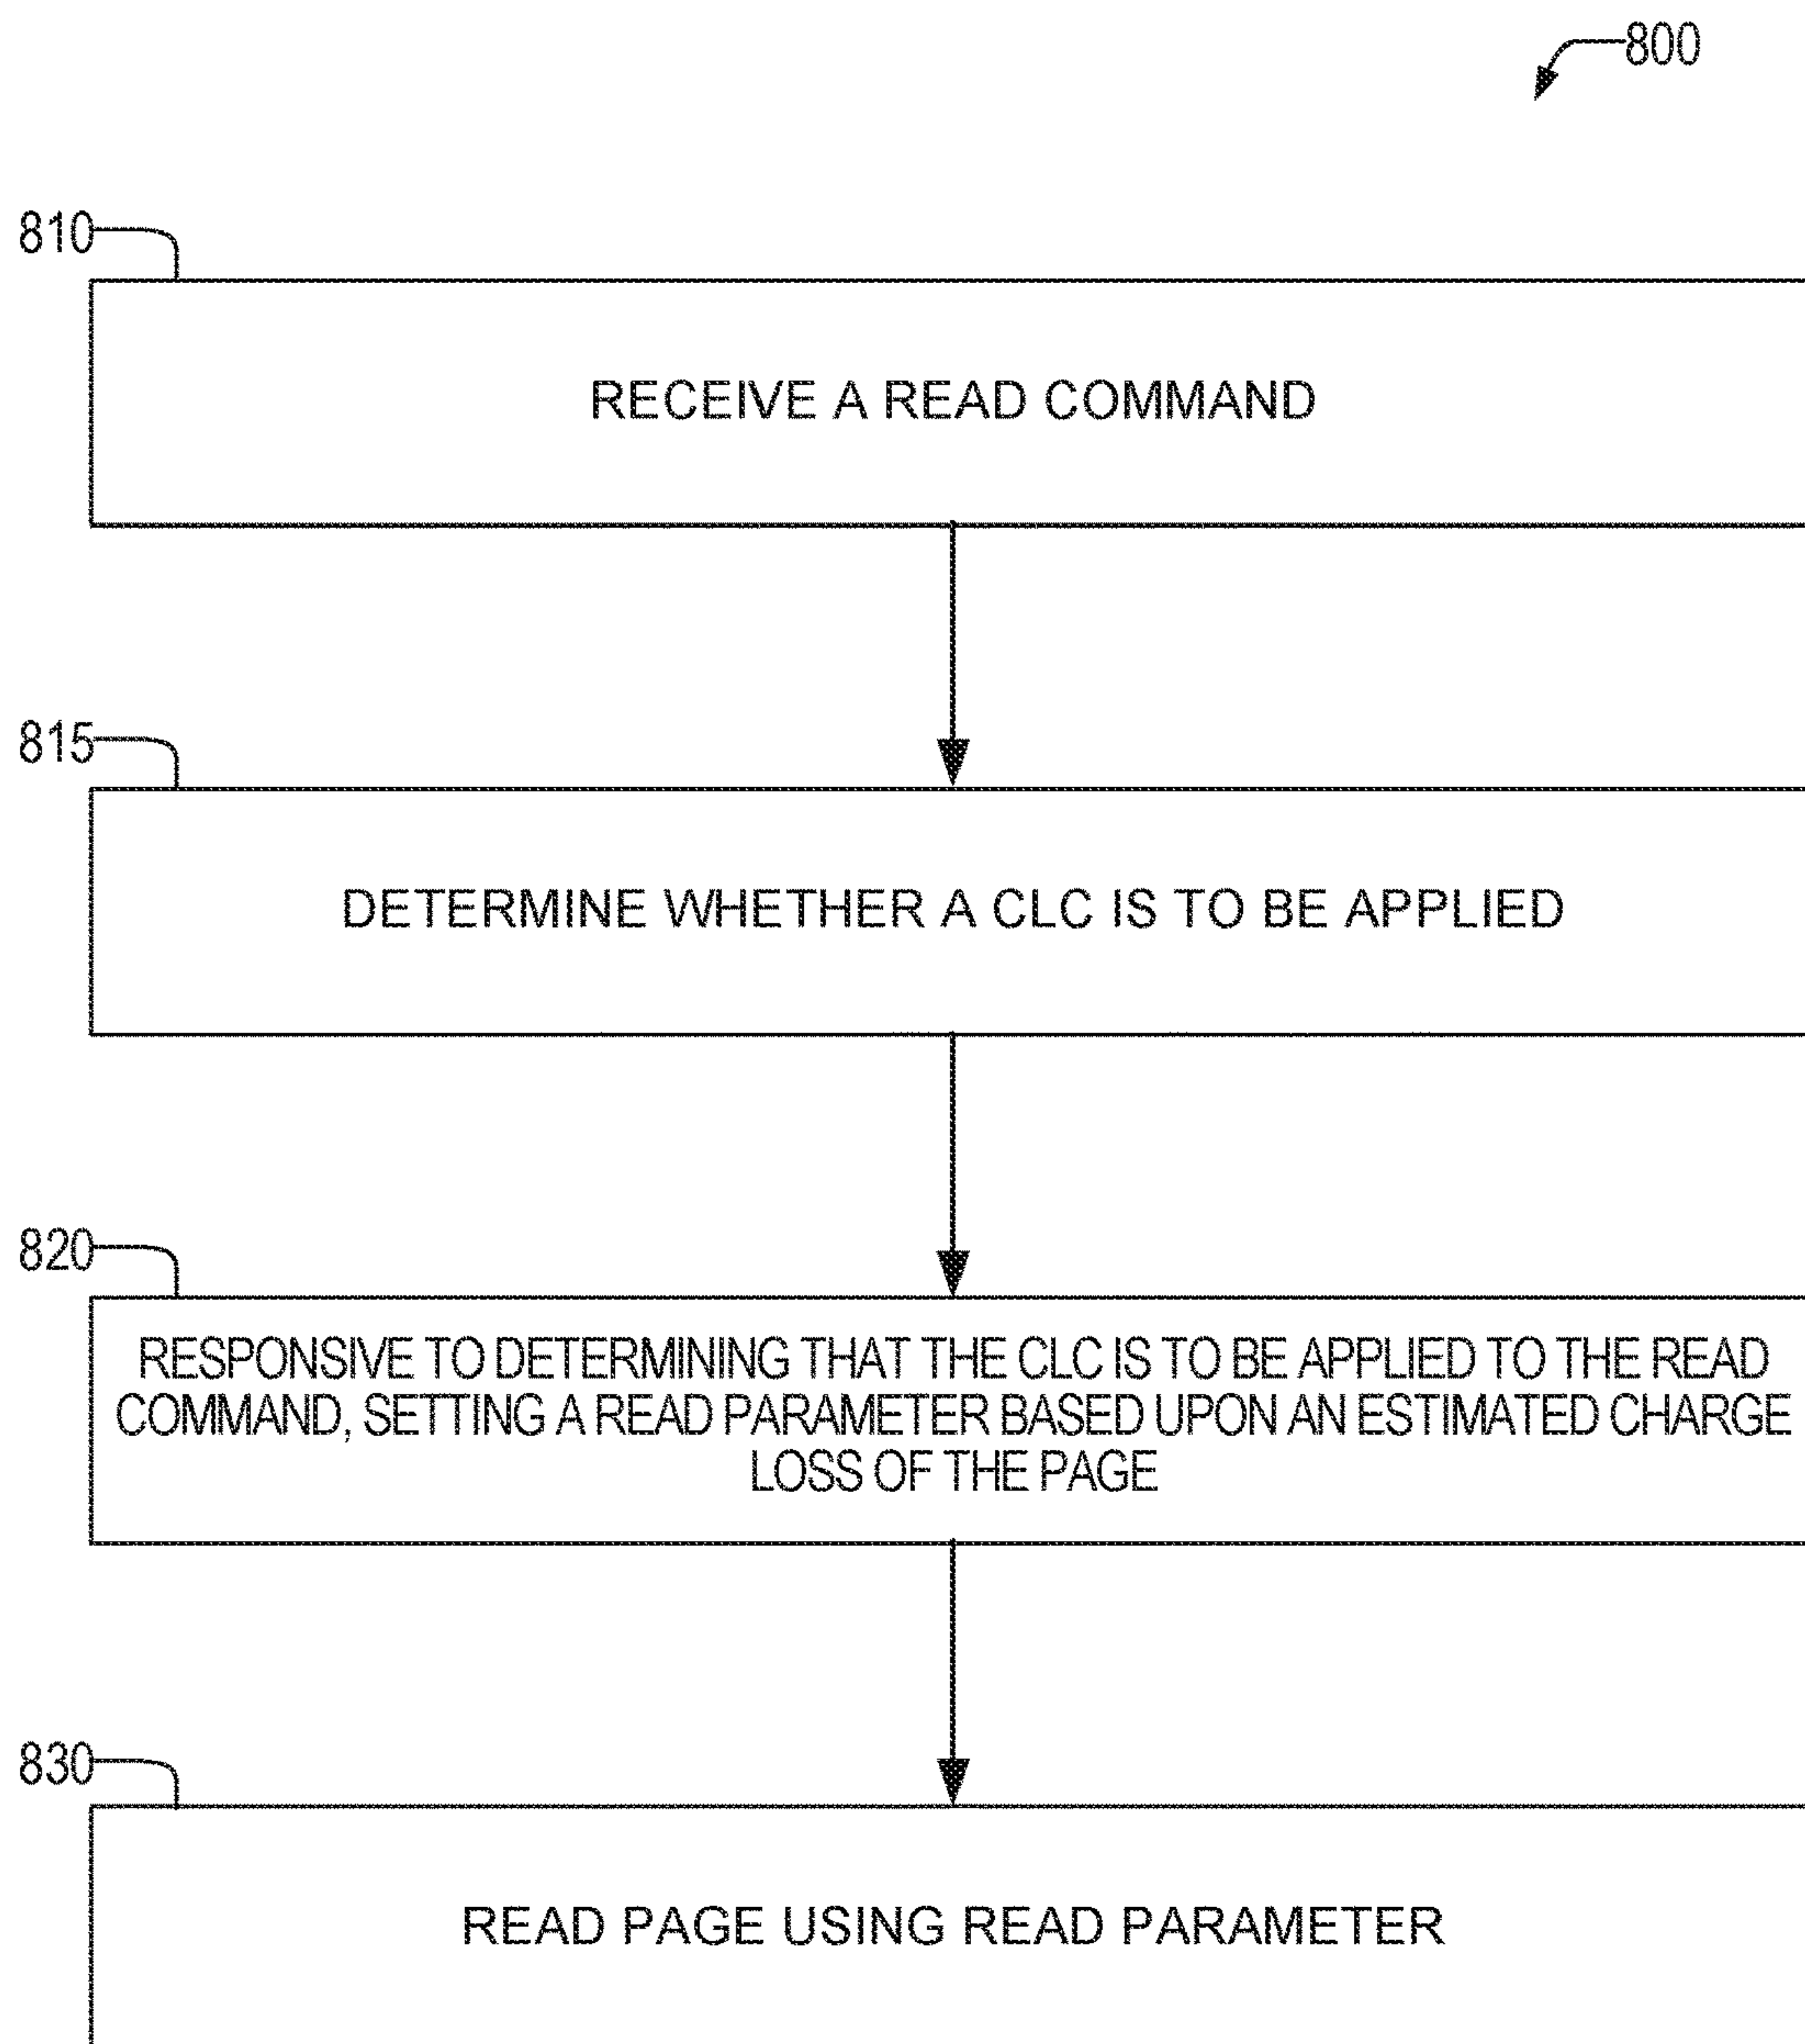 800
810
RECEIVE A READ COMMAND
815
DETERMINE WHETHER A CLC IS TO BE APPLIED
820
RESPONSIVE TO DETERMINING THAT THE CLC IS TO BE APPLIED TO THE READ
COMMAND, SETTING A READ PARAMETER BASED UPON AN ESTIMATED CHARGE
LOSS OF THE PAGE
830
READ PAGE USING READ PARAMETER